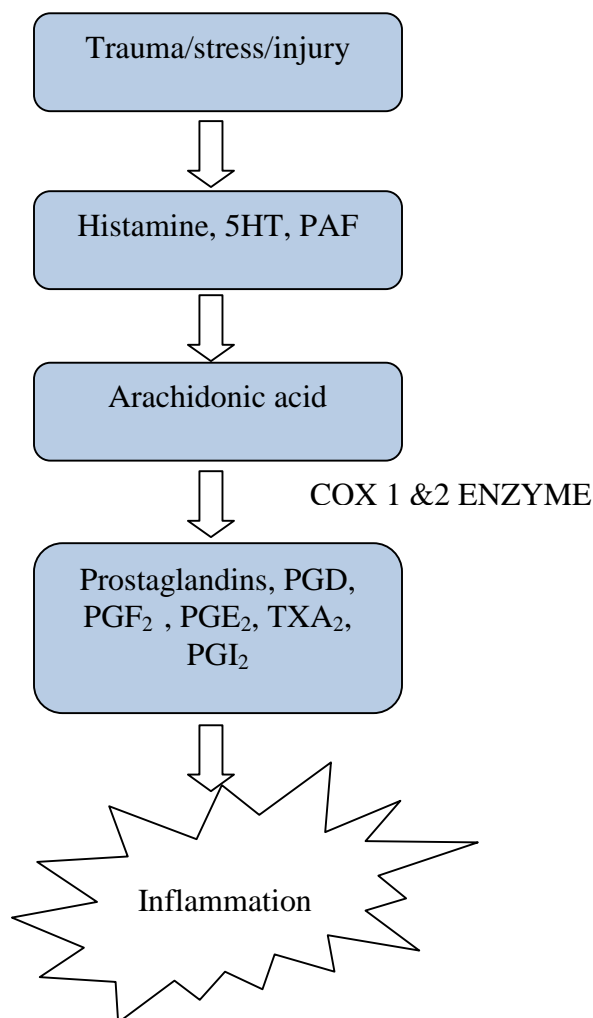 Trauma/stress/injury
Histamine, 5HT, PAF
Arachidonic acid
COX 1 &2 ENZYME
Prostaglandins, PGD,
PGF₂ , PGE₂, TXA₂,
PGI₂
Inflammation